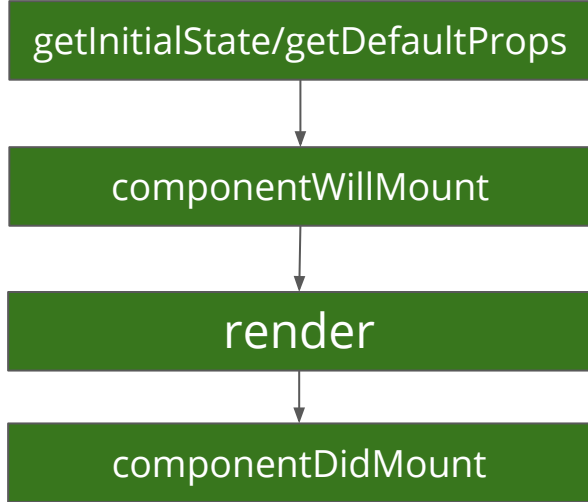 getInitialState/getDefaultProps
componentWillMount
render
componentDidMount